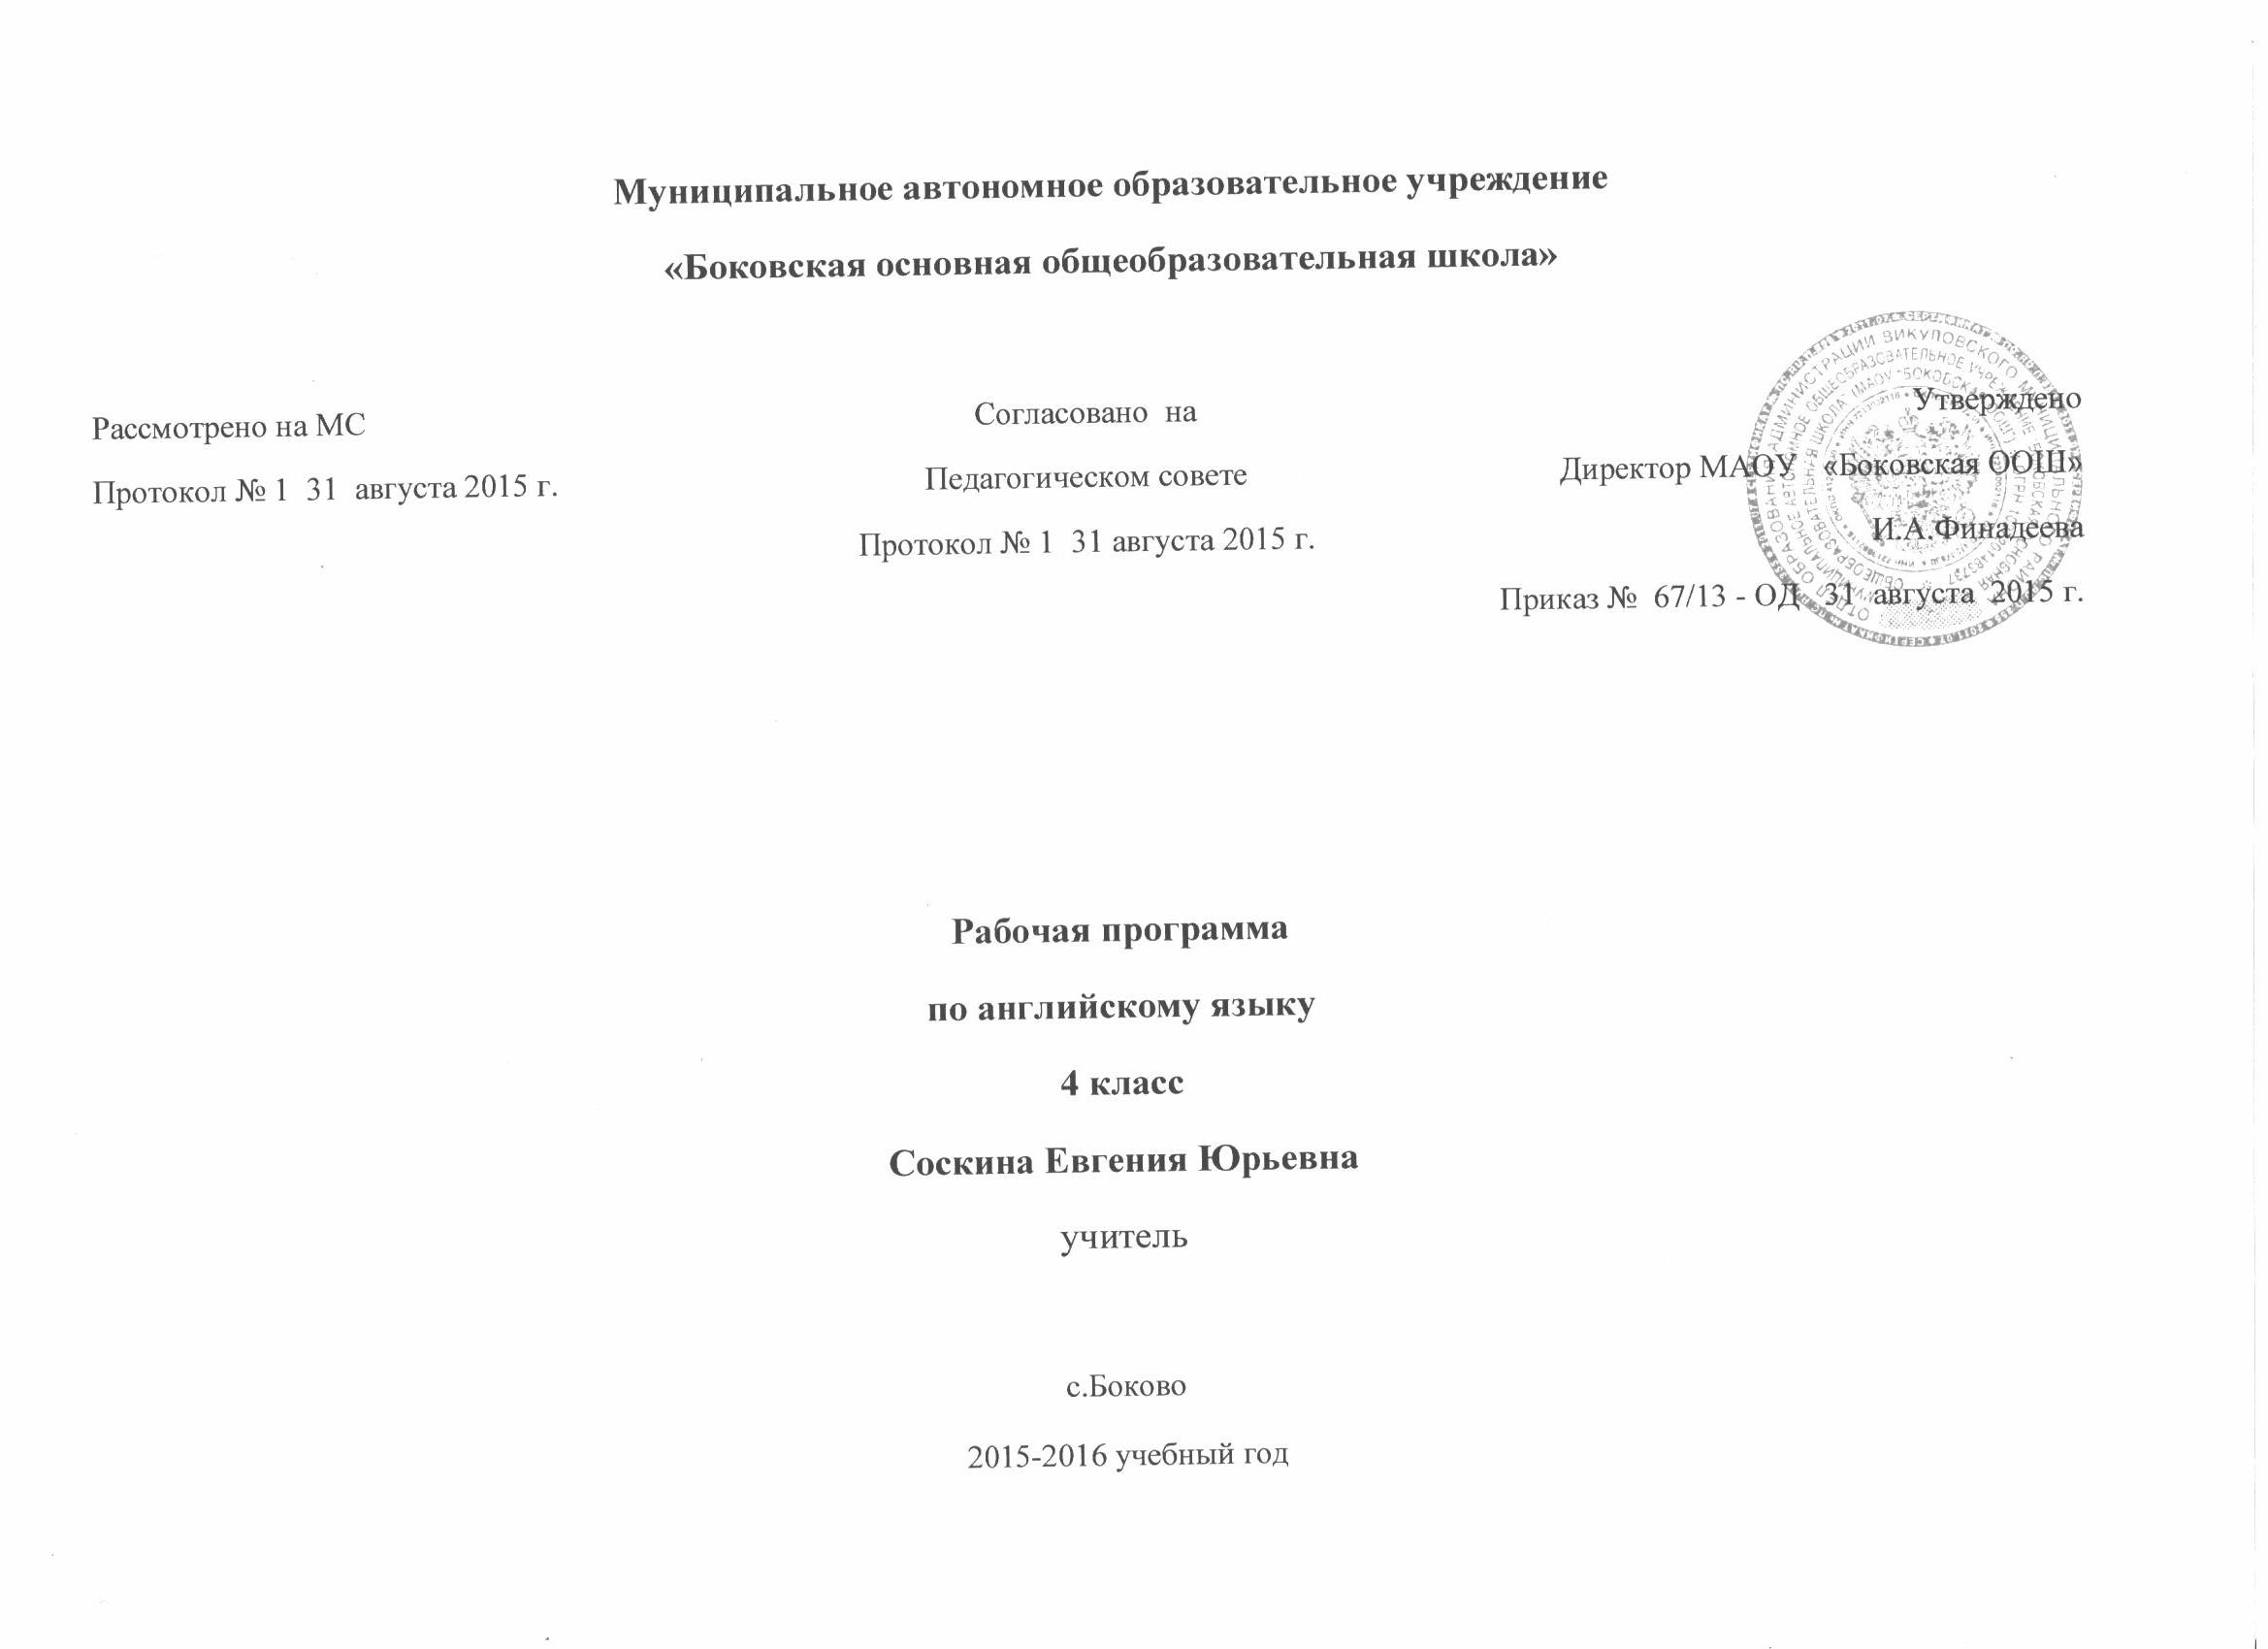 Муниципальное автономное образовательное учреждение
«Боковская основная общеобразовательная школа»
Рассмотрено на МС
Протокол № 1 31 августа 2015 г.
Согласовано на
Педагогическом совете
Протокол № 1 31 августа 2015 г.
Утверждено
Директор МАОУ «Боковская ООШ»
И.А.Финадеева
Приказ № 67/13 - ОД 31 августа 2015 г.
Рабочая программа
по английскому языку
4 класс
Соскина Евгения Юрьевна
учитель
с.Боково
2015-2016 учебный год